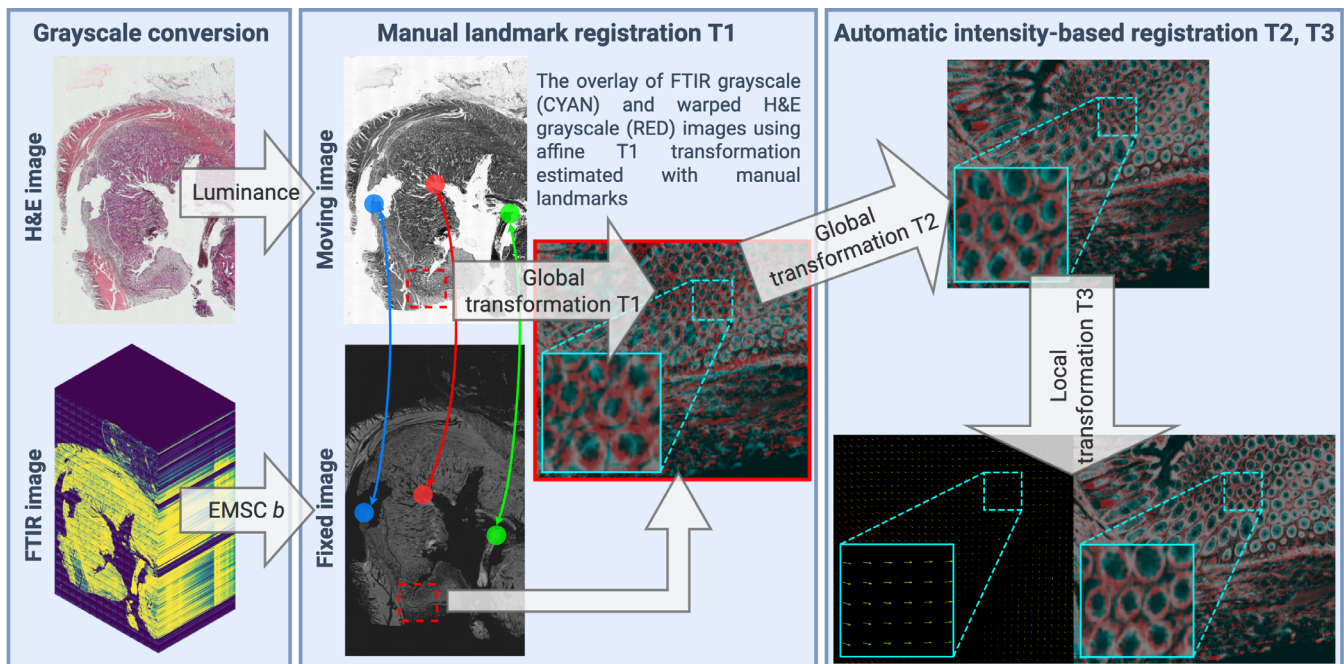 Grayscale conversion
H&E image
Luminance
FTIR image
EMSC b
Manual landmark registration T1
Moving image
The overlay of FTIR grayscale
(CYAN) and warped H&E
grayscale (RED) images using
affine T1 transformation
estimated with manual
landmarks
Global
transformation T1
Fixed image
Automatic intensity-based registration T2, T3
Global
transformation T2
Local
transformation T3